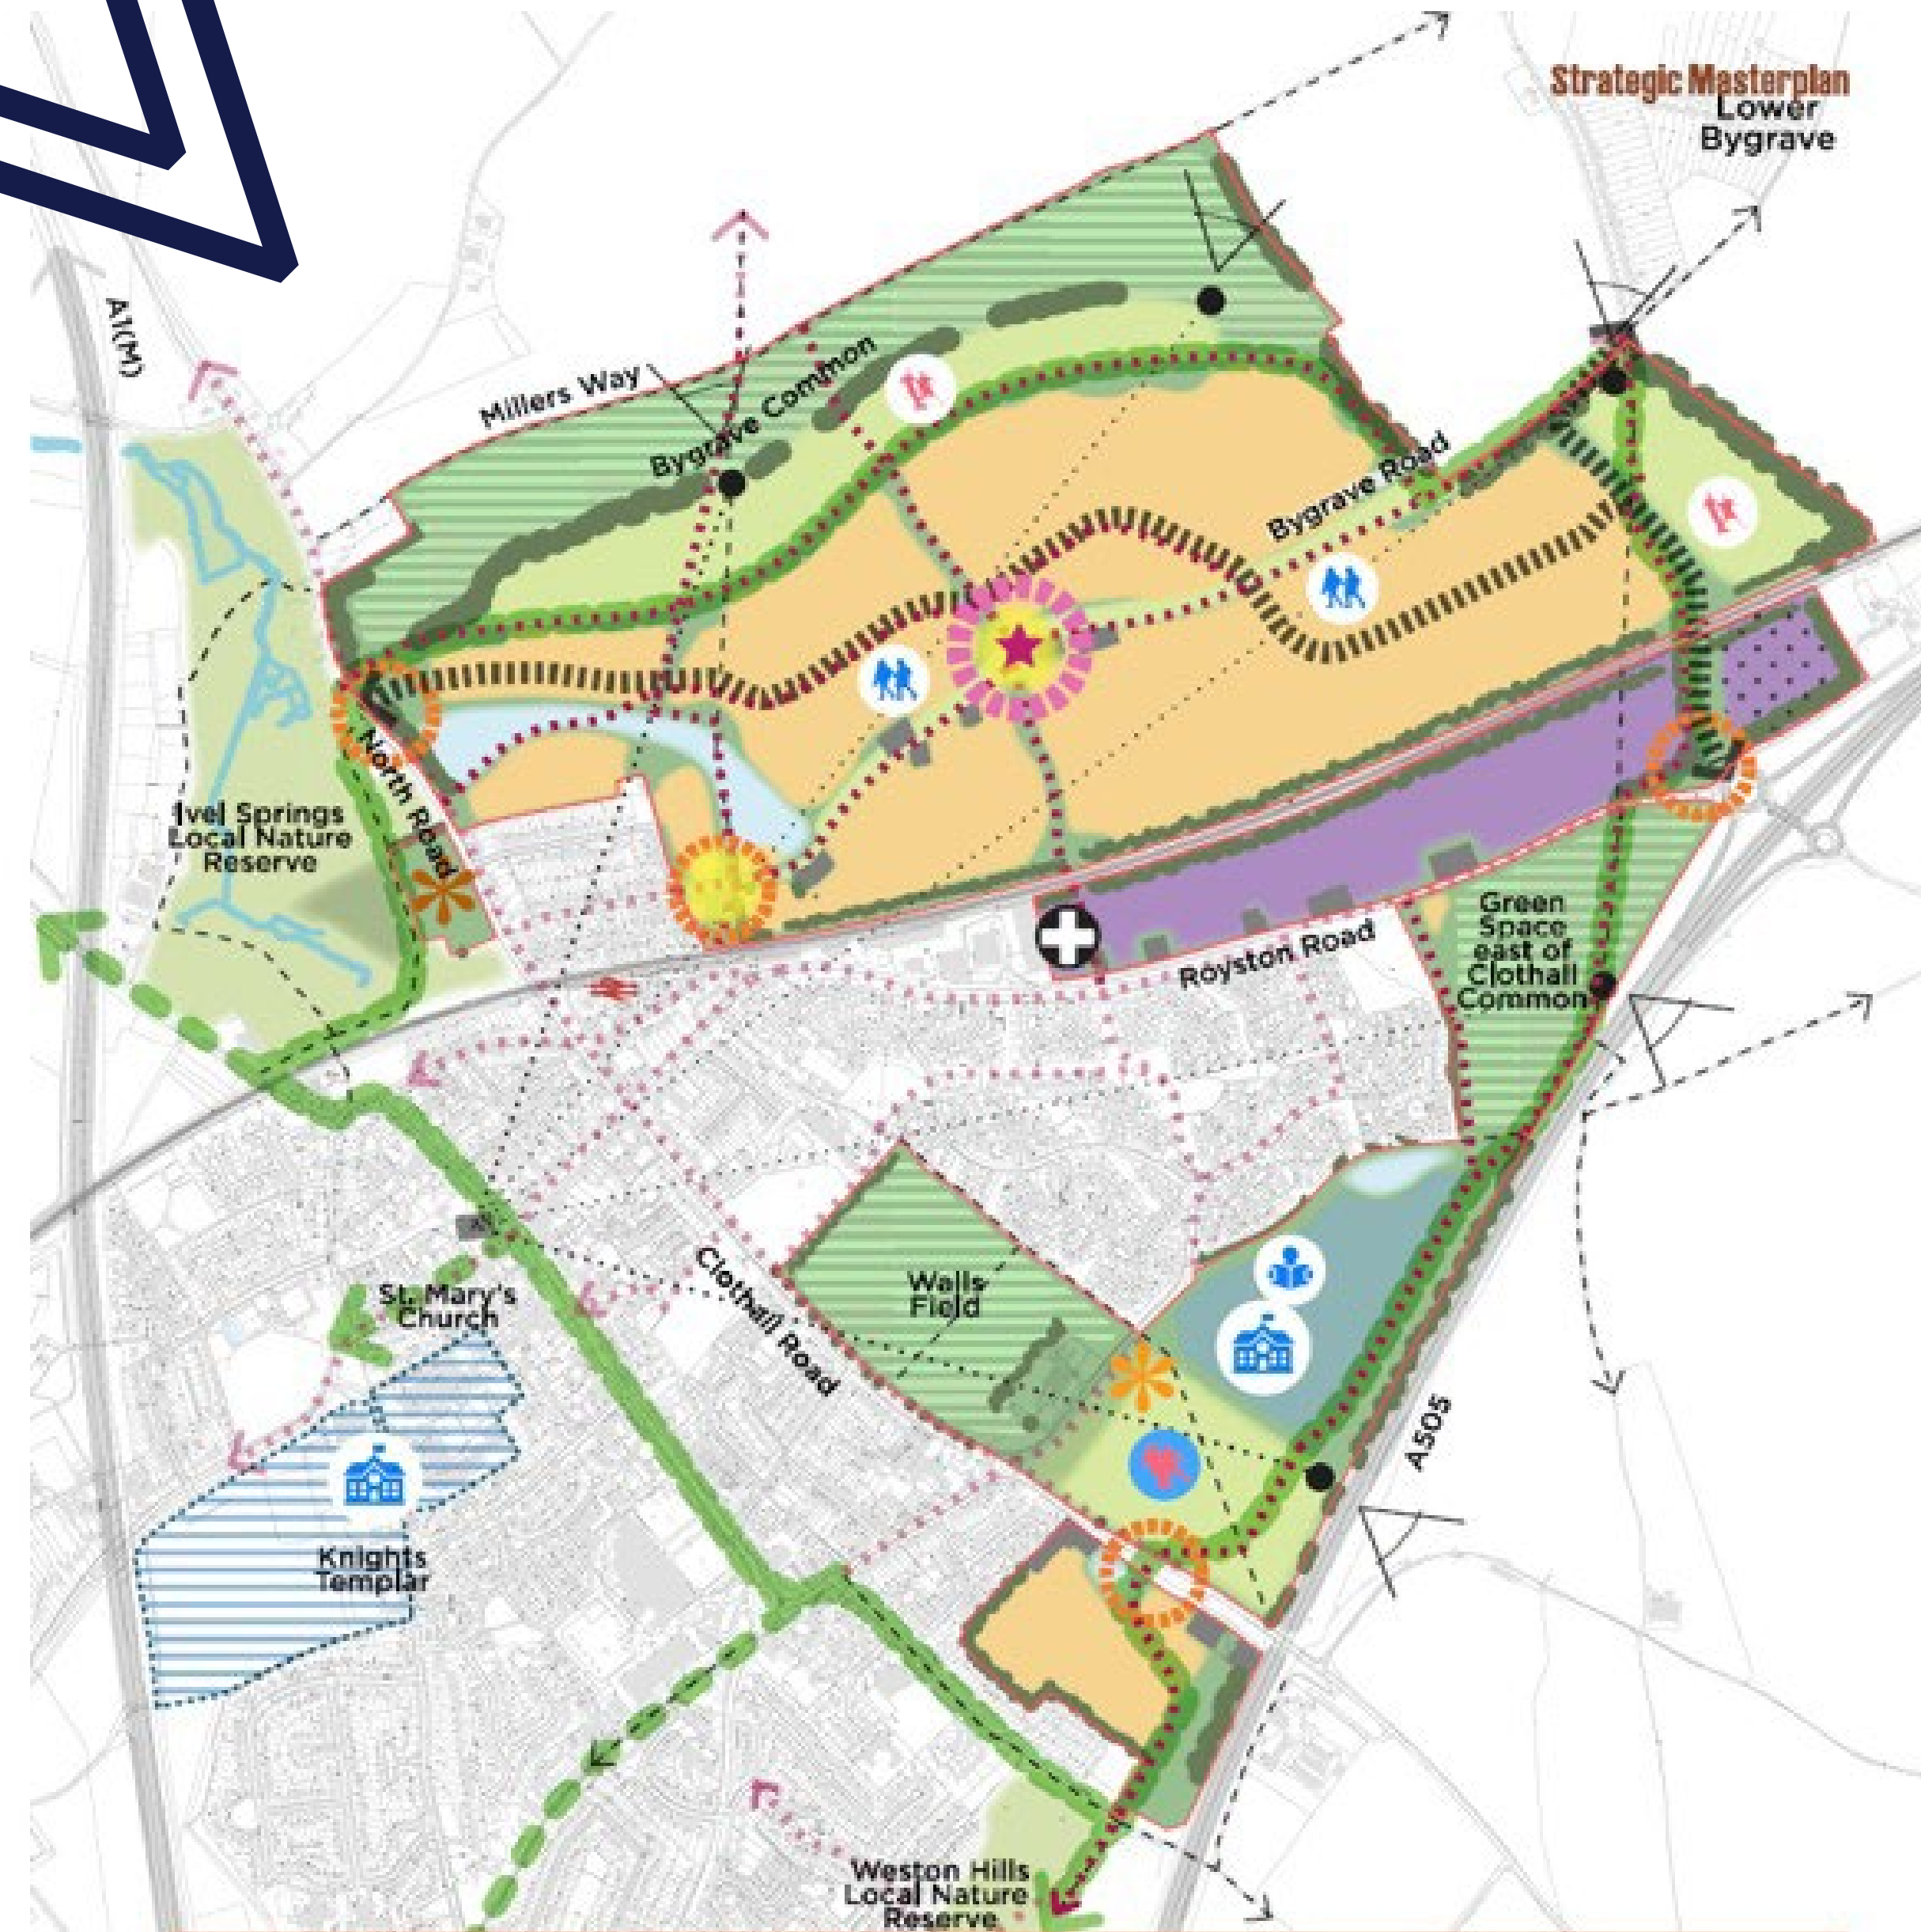 Strategic Masterplan
Lower
Bygrave
A1(M)
Millers Way
Bygrave Common
Bygrave Road
North Road
Ivel Springs
Local Nature
Reserve
Green
Space
east of
Clothall
Common
Royston Road
Walls
Field
Clothall Road
St. Mary's
Church
A505
Knights
Templar
Weston Hills
Local Nature
Reserve